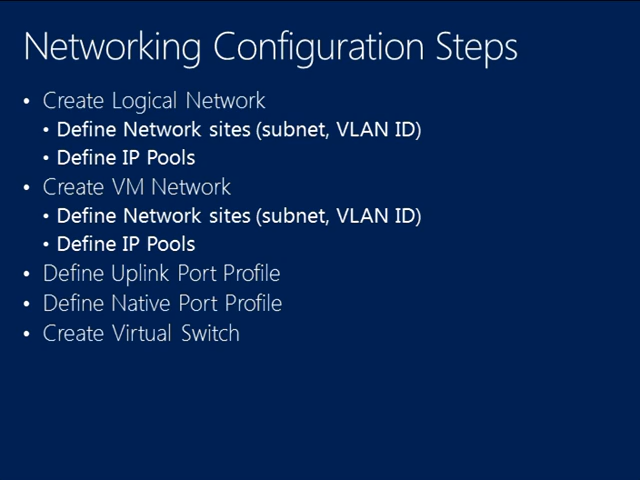 Networking Configuration Steps
• Create Logical Network
• Define Network sites (subnet, VLAN ID)
• Define IP Pools
• Create VM Network
• Define Network sites (subnet, VLAN ID)
• Define IP Pools
• Define Uplink Port Profile
• Define Native Port Profile
• Create Virtual Switch